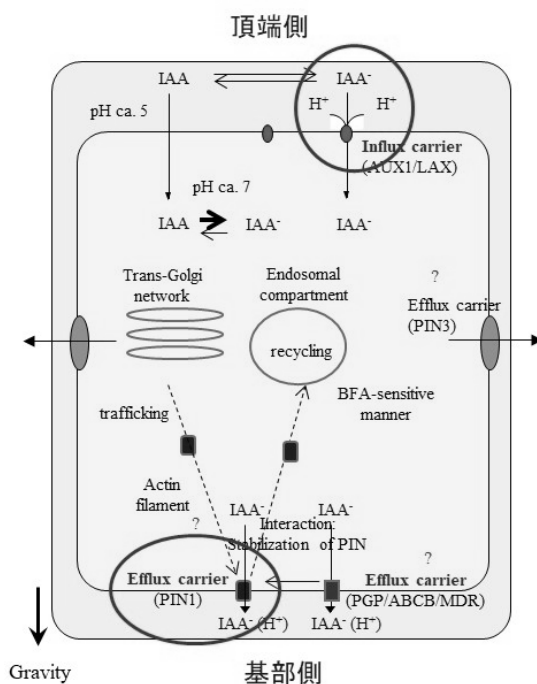 頂端側
IAA
IAA⁻
H⁺
H⁺
pH ca. 5
Influx carrier
(AUX1/LAX)
pH ca. 7
IAA
IAA⁻
IAA⁻
Trans-Golgi
network
Endosomal
compartment
?
Efflux carrier
(PIN3)
recycling
trafficking
BFA-sensitive
manner
Actin
filament
?
IAA⁻
IAA⁻
Interaction:
Stabilization of PIN
?
Efflux carrier
(PIN1)
Efflux carrier
(PGP/ABCB/MDR)
IAA⁻ (H⁺)
IAA⁻ (H⁺)
Gravity
基部側